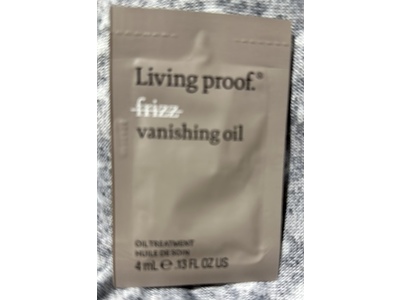 Living proof.®
frizz
vanishing oil
OIL TREATMENT
HUILE DE SOIN
4 mL ℮ .13 FL OZ US